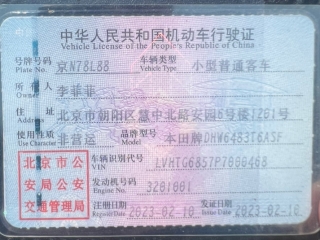 中华人民共和国机动车行驶证
Vehicle License of the People's Republic of China
号牌号码 京N78L88 车辆类型 小型普通客车
Plate No. Vehicle Type
所有人 李菲菲
Owner
住址 北京市朝阳区慧中北路安园6号楼1281号
Address
使用性质 非营运 品牌型号 本田牌DHW6483T6ASF
Use Character Model
北京市公 车辆识别代号
VIN LVHTG6857P7000468
安局公安 发动机号码 3201001
Engine No.
交通管理局 注册日期 2023-02-10 发证日期 2023-02-10
Register Date Issue Date